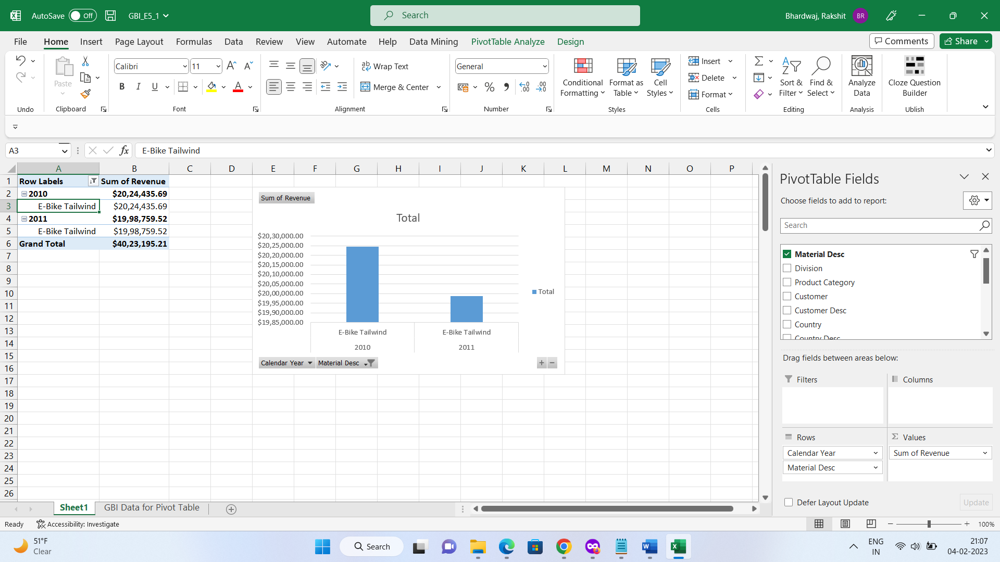 AutoSave Off GBI_E5_1 Search Bhardwaj, Rakshit BR
File Home Insert Page Layout Formulas Data Review View Automate Help Data Mining PivotTable Analyze Design Comments Share
Calibri 11 Wrap Text General Insert
Paste Conditional Formatting Format as Table Cell Styles Delete Sort & Filter Find & Select Analyze Data Cloze Question Builder
B I U Merge & Center % Format
Undo Clipboard Font Alignment Number Styles Cells Editing Analysis Ublish
A3 fx E-Bike Tailwind
A B C D E F G H I J K L M N O P
1 Row Labels Sum of Revenue
2 2010 $20,24,435.69
3 E-Bike Tailwind $20,24,435.69
4 2011 $19,98,759.52
5 E-Bike Tailwind $19,98,759.52
6 Grand Total $40,23,195.21
7
8
9
10
11
12
13
14
15
16
17
18
19
20
21
22
23
24
25
26
Sum of Revenue
Total
$20,30,000.00
$20,25,000.00
$20,20,000.00
$20,15,000.00
$20,10,000.00
$20,05,000.00
$20,00,000.00
$19,95,000.00
$19,90,000.00
$19,85,000.00
Total
E-Bike Tailwind E-Bike Tailwind
2010 2011
Calendar Year Material Desc + −
PivotTable Fields
Choose fields to add to report:
Search
Material Desc
Division
Product Category
Customer
Customer Desc
Country
Country Desc
Drag fields between areas below:
Filters Columns
Rows Values
Calendar Year Sum of Revenue
Material Desc
Defer Layout Update Update
Sheet1 GBI Data for Pivot Table
Ready Accessibility: Investigate 100%
51°F
Clear
Search
ENG
IN
21:07
04-02-2023